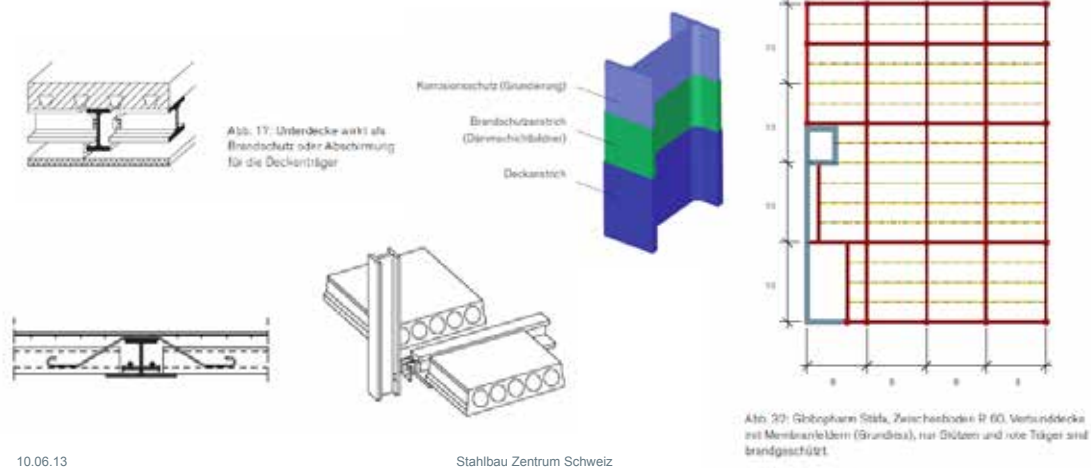 Abb. 17: Unterdecke wirkt als
Brandschutz oder Abschirmung
für die Deckenträger
Korrosionsschutz (Grundierung)
Brandschutzanstrich
(Dämmschichtbildner)
Deckanstrich
Abb. 32: Globopharm Stäfa, Zwischenboden R 60, Verbunddecke
mit Membranfeldern (Grundriss), nur Stützen und rote Träger sind
brandgeschützt.
10.06.13
Stahlbau Zentrum Schweiz